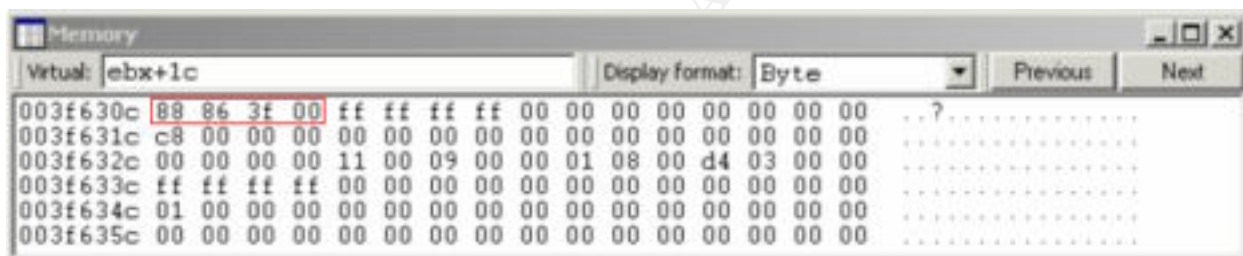 Memory
Virtual: ebx+1c Display format: Byte Previous Next
003f630c 88 86 3f 00 ff ff ff ff 00 00 00 00 00 00 00 00 ..?.............
003f631c c8 00 00 00 00 00 00 00 00 00 00 00 00 00 00 00 ................
003f632c 00 00 00 00 11 00 09 00 00 01 08 00 d4 03 00 00 ................
003f633c ff ff ff ff 00 00 00 00 00 00 00 00 00 00 00 00 ................
003f634c 01 00 00 00 00 00 00 00 00 00 00 00 00 00 00 00 ................
003f635c 00 00 00 00 00 00 00 00 00 00 00 00 00 00 00 00 ................